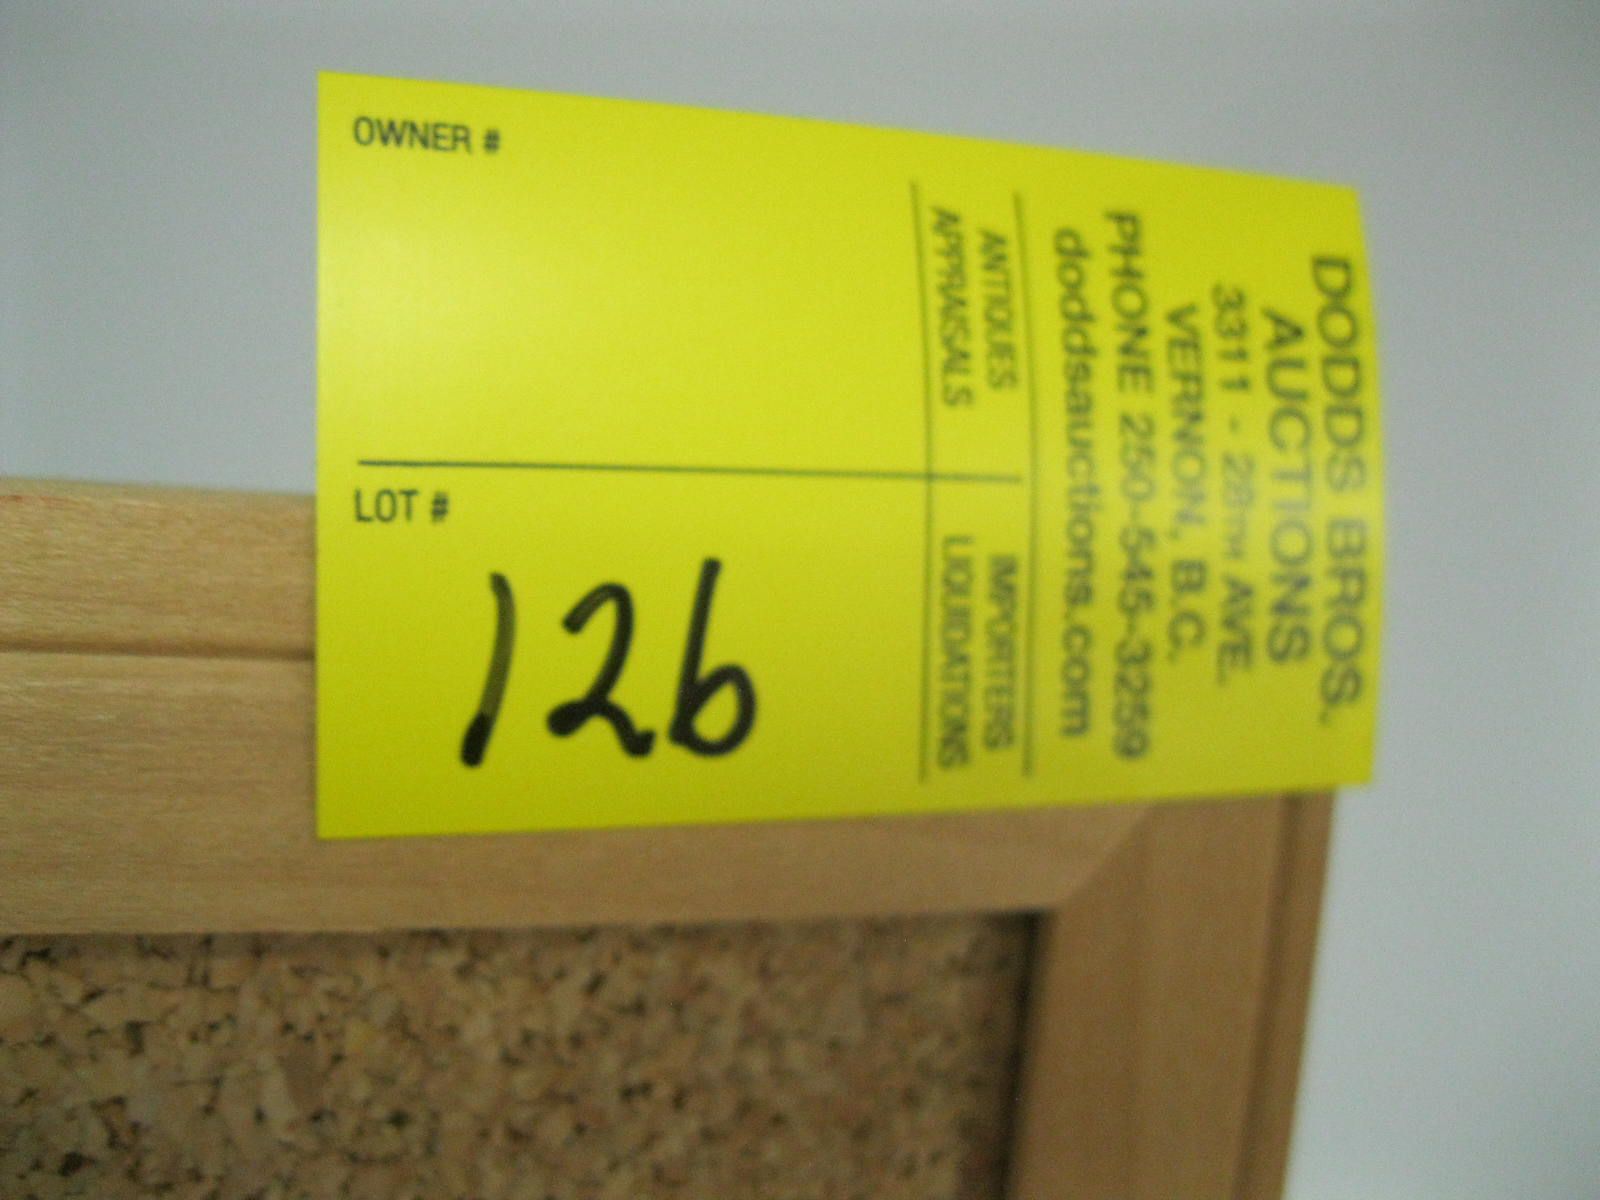 OWNER #
LOT #
126
DODDS BROS.
AUCTIONS
3311 - 28TH AVE.
VERNON, B.C.
PHONE 250-545-3259
doddsauctions.com
ANTIQUES
APPRAISALS
IMPORTERS
LIQUIDATIONS